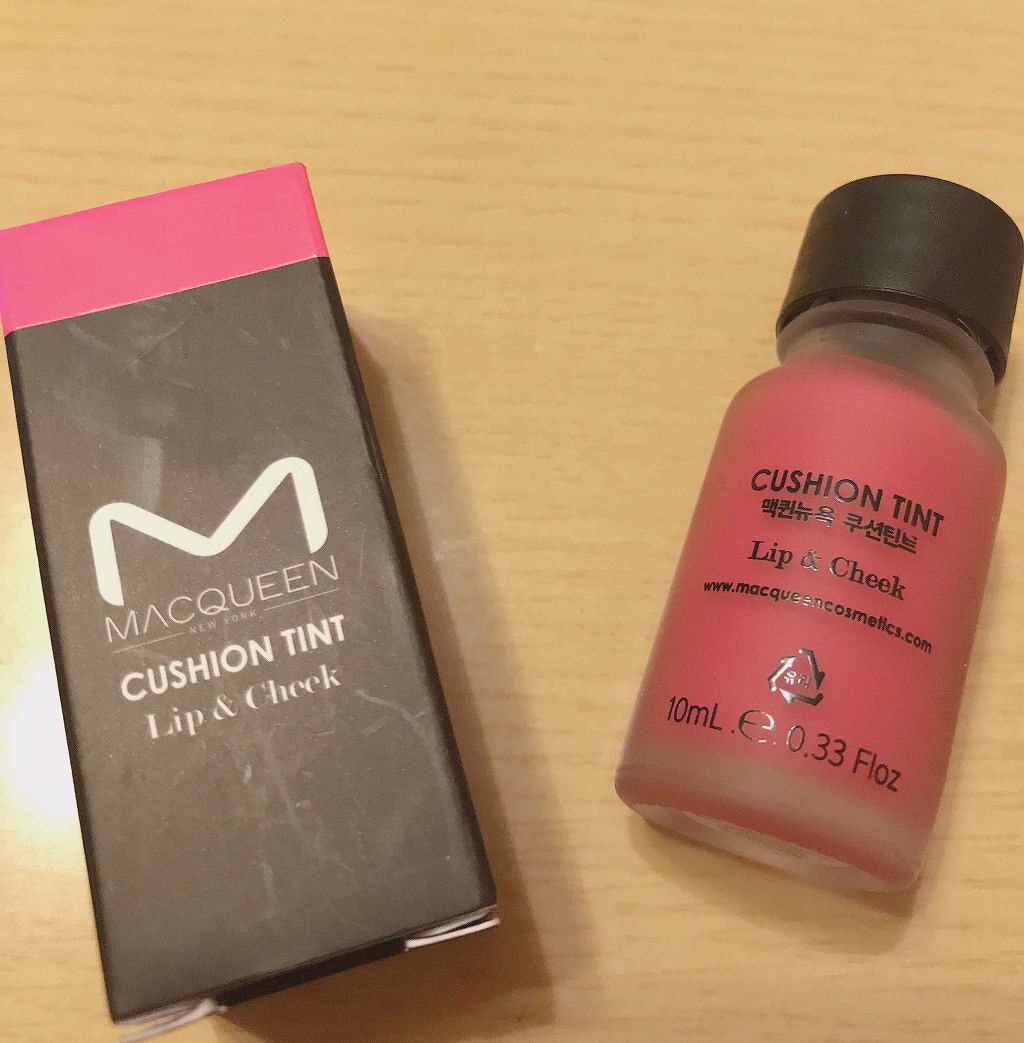 MACQUEEN
NEW YORK
CUSHION TINT
Lip & Cheek
CUSHION TINT
맥퀸뉴욕 쿠션틴트
Lip & Cheek
www.macqueencosmetics.com
유리
10mL .℮. 0.33 Floz